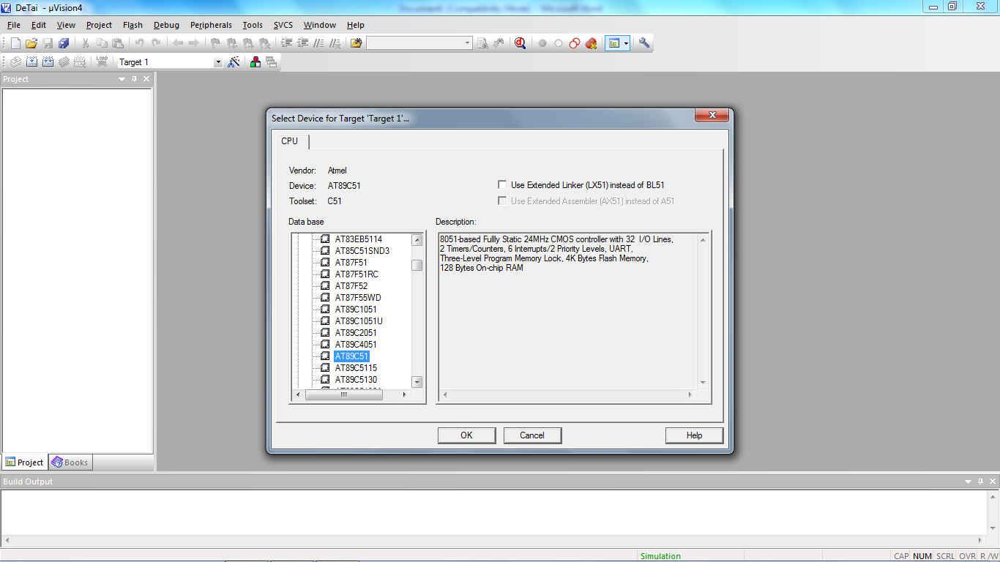 DeTai - µVision4
File Edit View Project Flash Debug Peripherals Tools SVCS Window Help
LOAD
Target 1
Project
Select Device for Target 'Target 1'...
CPU
Vendor: Atmel
Device: AT89C51
Toolset: C51
Use Extended Linker (LX51) instead of BL51
Use Extended Assembler (AX51) instead of A51
Data base
AT83EB5114
AT85C51SND3
AT87F51
AT87F51RC
AT87F52
AT87F55WD
AT89C1051
AT89C1051U
AT89C2051
AT89C4051
AT89C51
AT89C5115
AT89C5130
Description:
8051-based Fullly Static 24MHz CMOS controller with 32 I/O Lines,
2 Timers/Counters, 6 Interrupts/2 Priority Levels, UART,
Three-Level Program Memory Lock, 4K Bytes Flash Memory,
128 Bytes On-chip RAM
OK Cancel Help
Project Books
Build Output
Simulation
CAP NUM SCRL OVR R/W